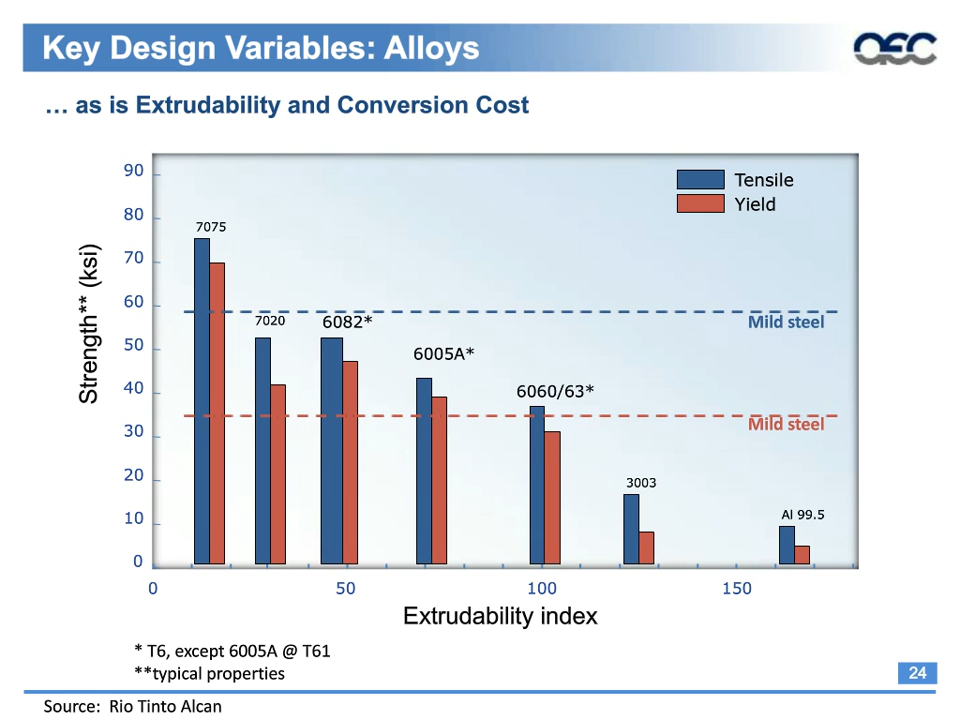 Key Design Variables: Alloys
AEC
… as is Extrudability and Conversion Cost
Strength** (ksi)
90
80
70
60
50
40
30
20
10
0
Tensile
Yield
7075
7020
6082*
6005A*
6060/63*
3003
Al 99.5
Mild steel
Mild steel
0
50
100
150
Extrudability index
* T6, except 6005A @ T61
**typical properties
24
Source: Rio Tinto Alcan